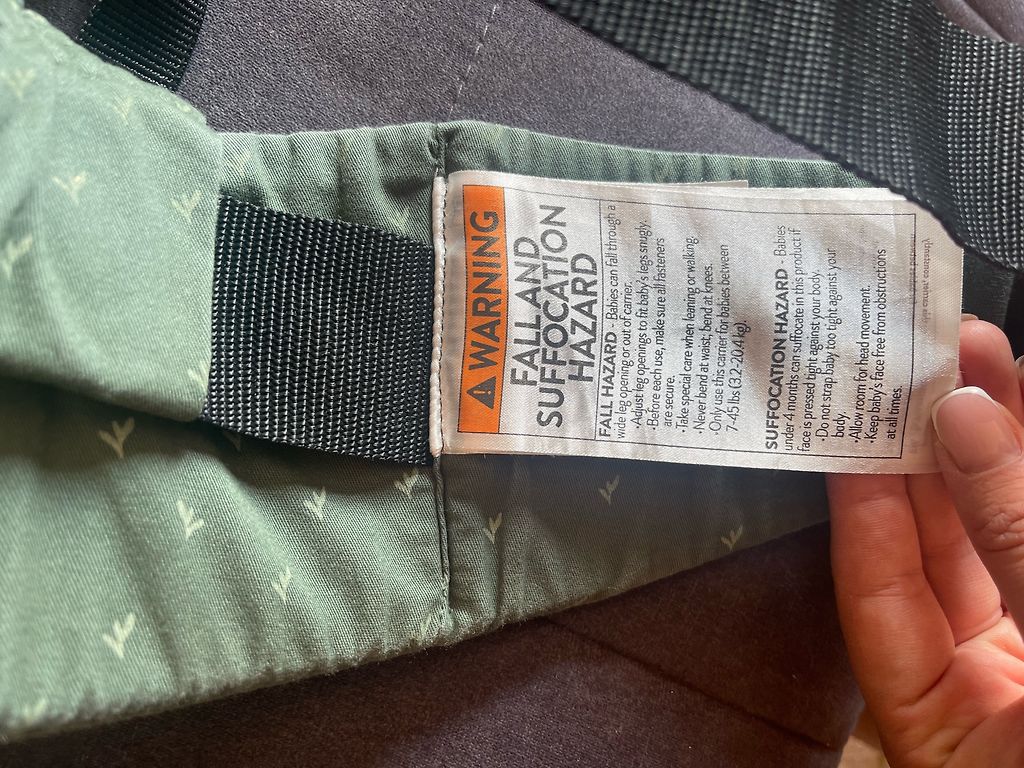 ⚠WARNING
FALL AND
SUFFOCATION
HAZARD
FALL HAZARD - Babies can fall through a
wide leg opening or out of carrier.
•Adjust leg openings to fit baby's legs snugly.
•Before each use, make sure all fasteners
are secure.
•Take special care when leaning or walking
•Never bend at waist; bend at knees.
•Only use this carrier for babies between
7-45 lbs (3.2-20.4 kg).
SUFFOCATION HAZARD - Babies
under 4 months can suffocate in this product if
face is pressed tight against your body.
•Do not strap baby too tight against your
body.
•Allow room for head movement.
•Keep baby's face free from obstructions
at all times.